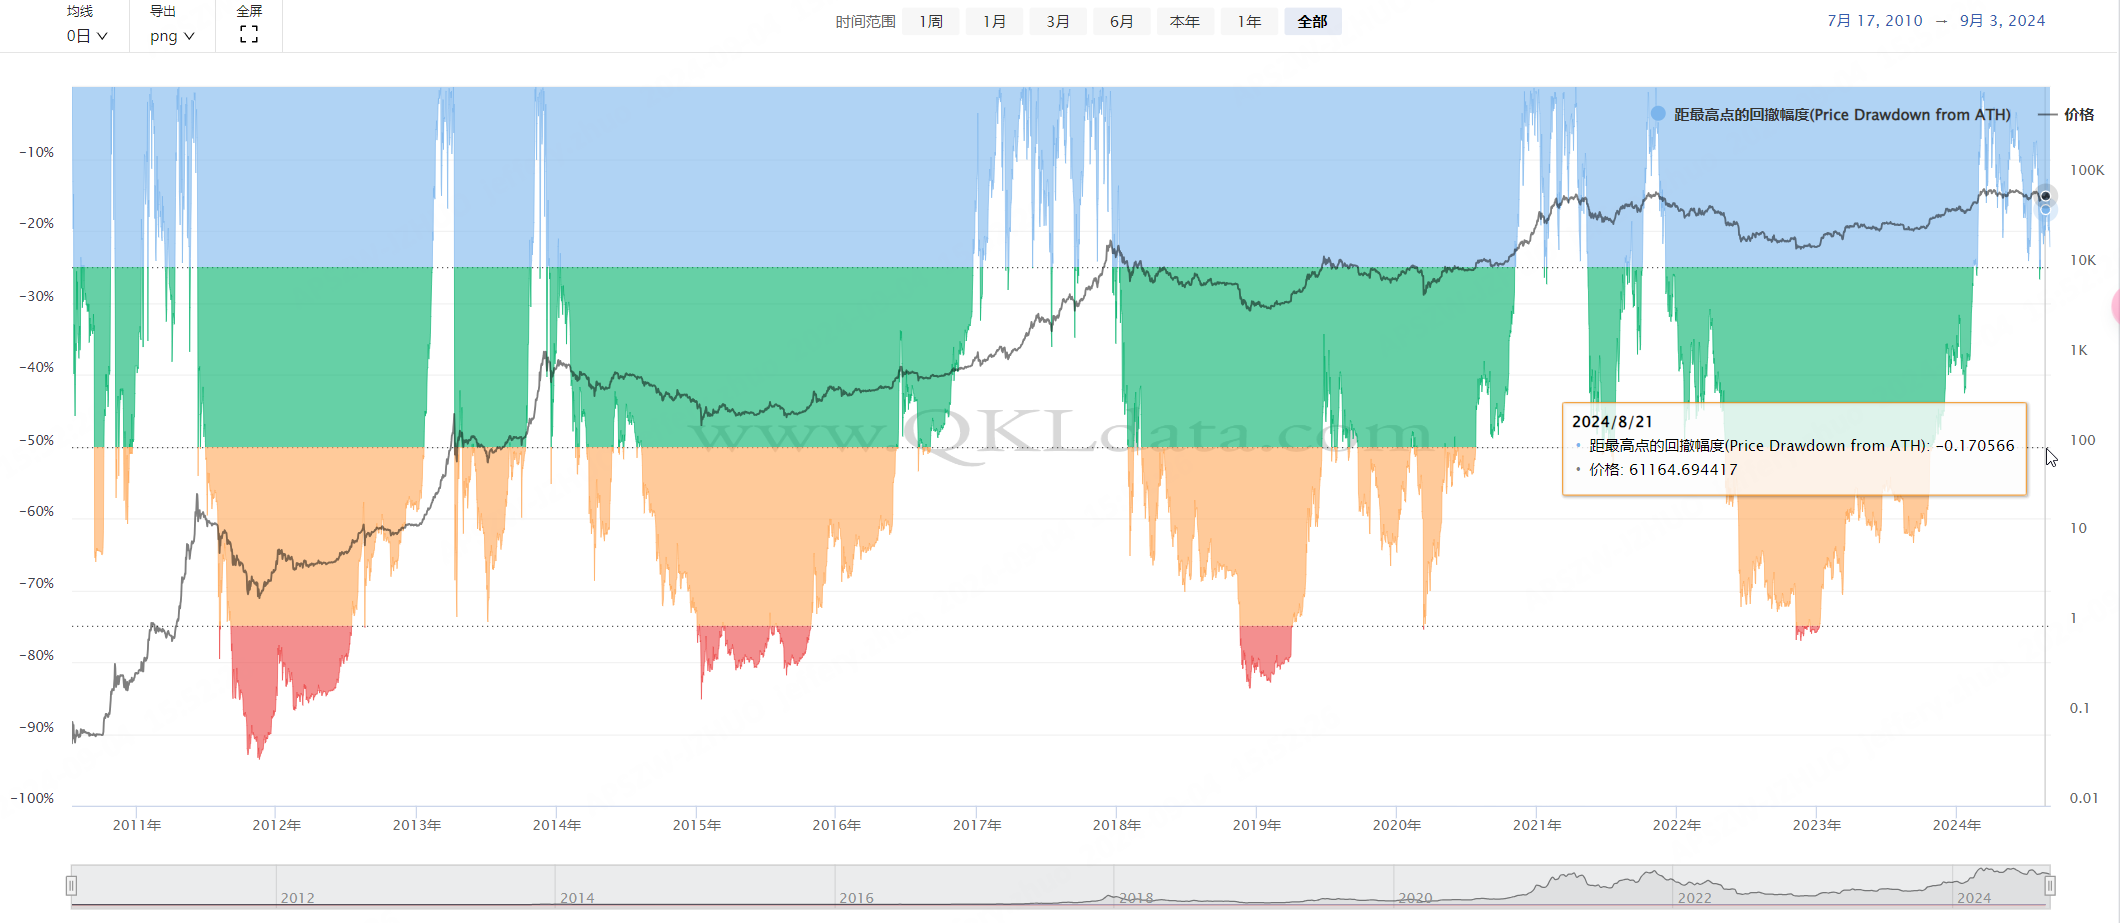 均线
导出
全屏
0日
png
时间范围 1周 1月 3月 6月 本年 1年 全部
7月 17, 2010 → 9月 3, 2024
距最高点的回撤幅度(Price Drawdown from ATH)
价格
-10%
-20%
-30%
-40%
-50%
-60%
-70%
-80%
-90%
-100%
100K
10K
1K
100
10
1
0.1
0.01
www.QKLdata.com
2024/8/21
距最高点的回撤幅度(Price Drawdown from ATH): -0.170566
价格: 61164.694417
2011年 2012年 2013年 2014年 2015年 2016年 2017年 2018年 2019年 2020年 2021年 2022年 2023年 2024年
2012 2014 2016 2018 2020 2022 2024